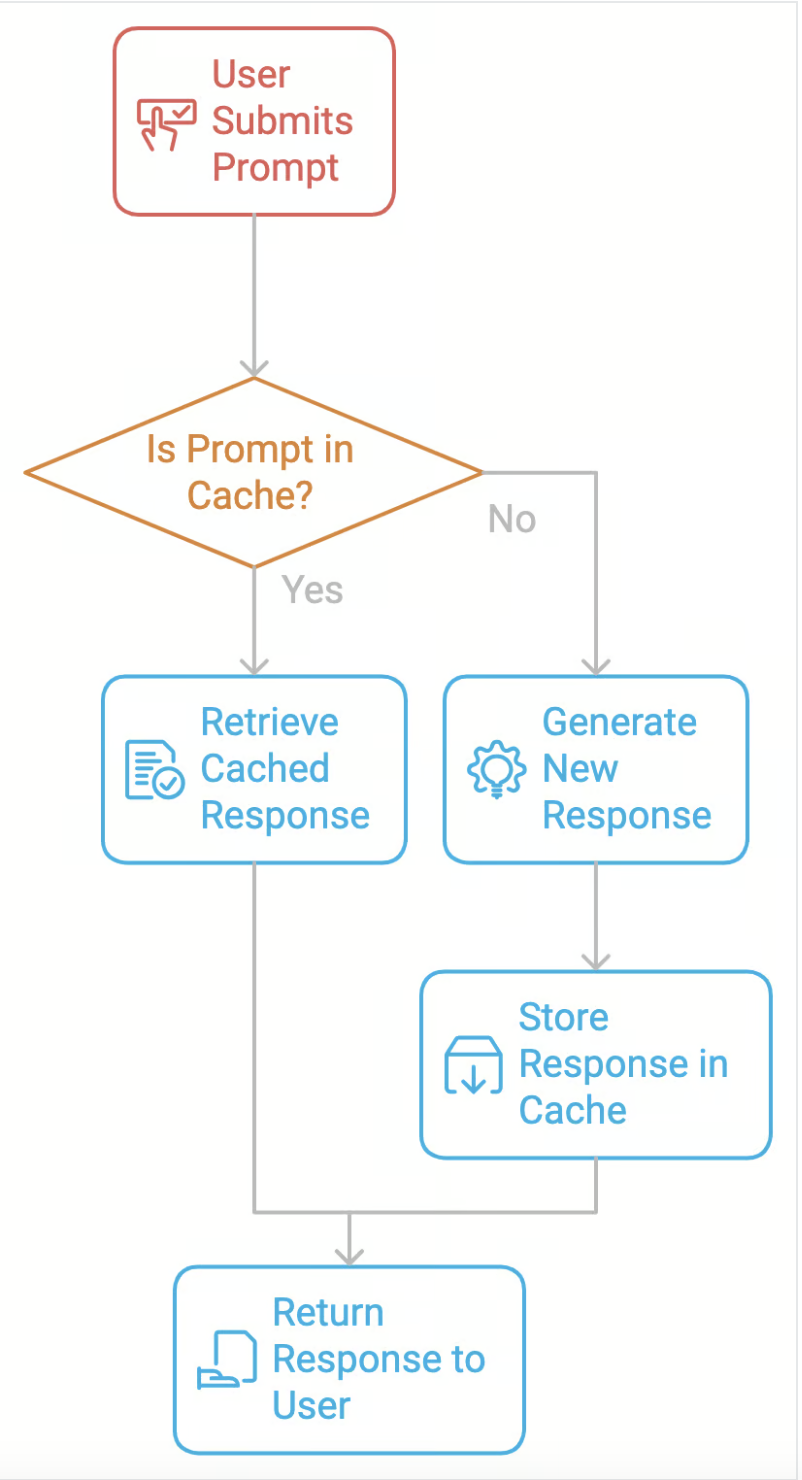 User
Submits
Prompt
Is Prompt in
Cache?
No
Yes
Retrieve
Cached
Response
Generate
New
Response
Store
Response in
Cache
Return
Response to
User